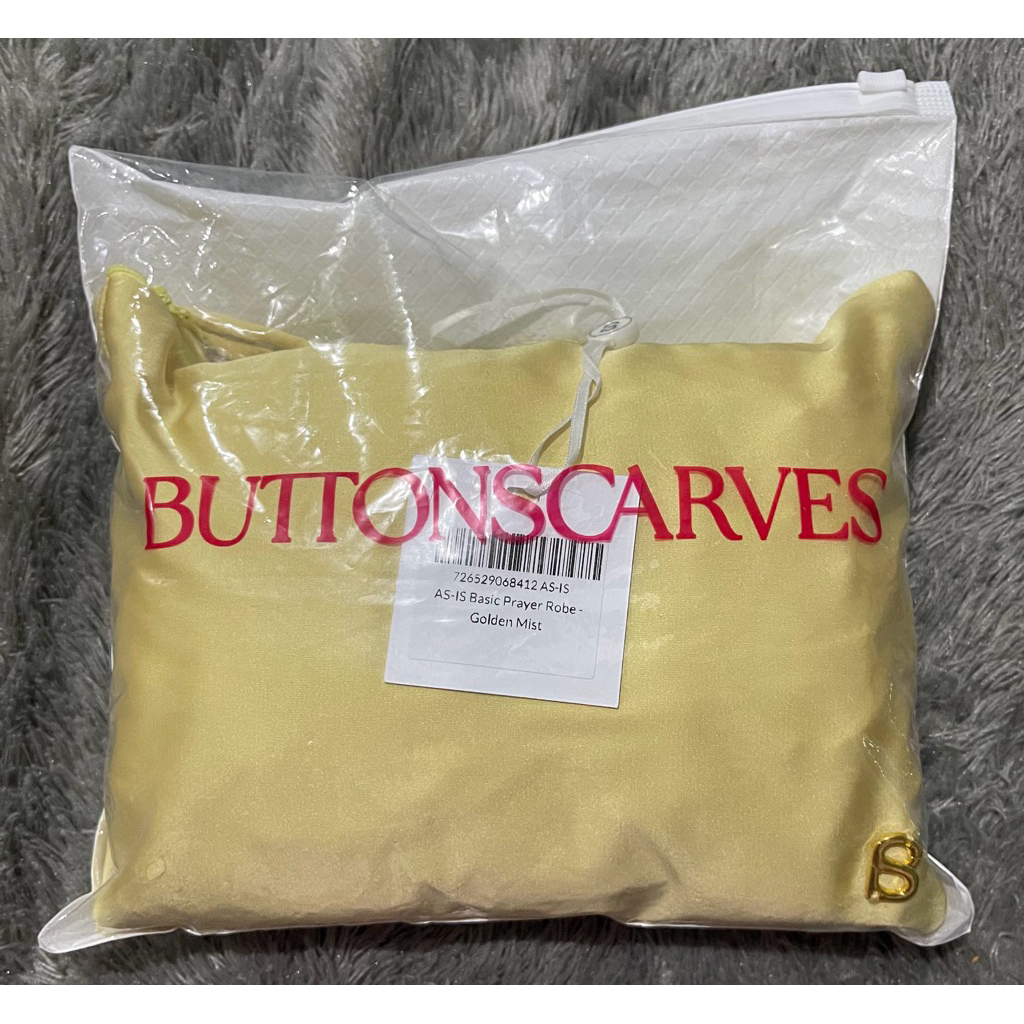 BUTTONSCARVES
726529068412 AS-IS
AS-IS Basic Prayer Robe -
Golden Mist
B